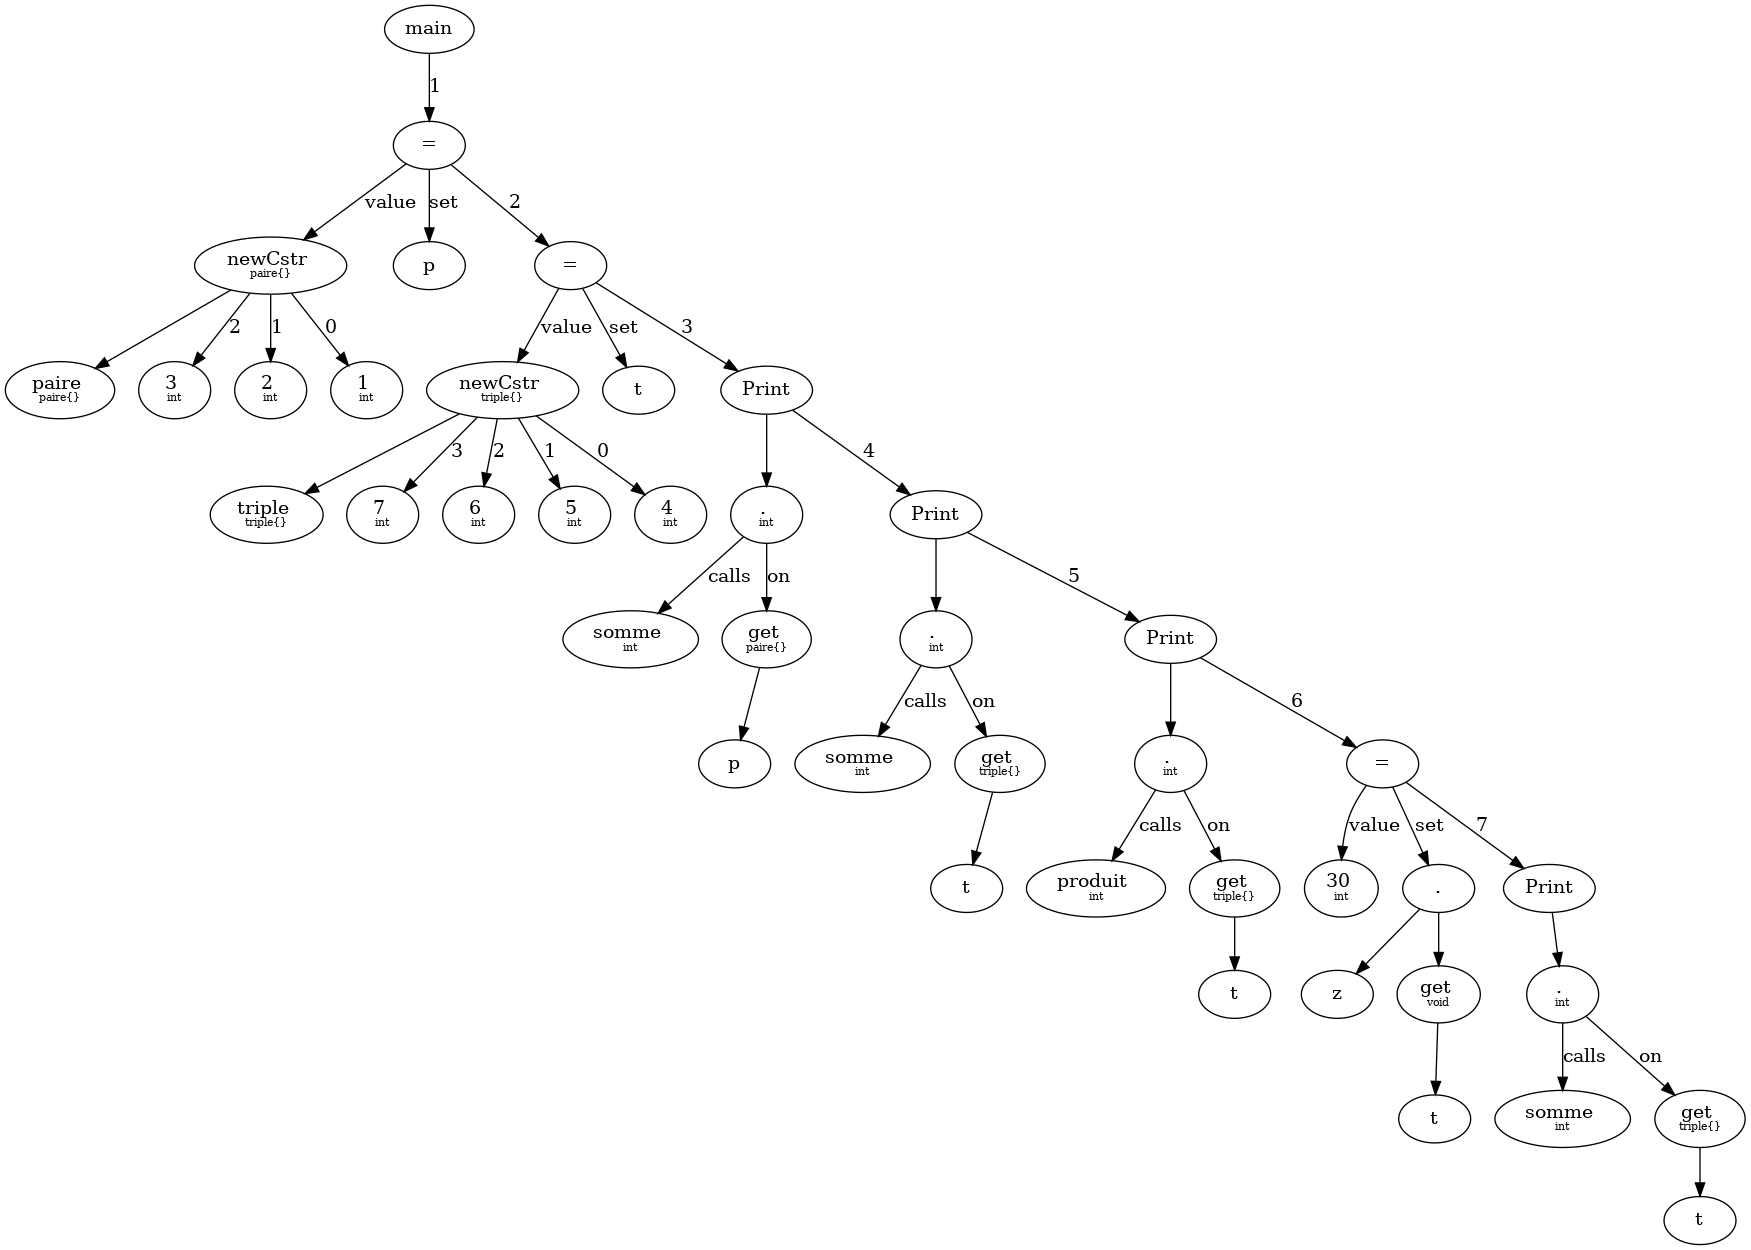 main
1
=
value
set
2
newCstr
paire{}
p
=
2
1
0
value
set
3
paire
paire{}
3
int
2
int
1
int
newCstr
triple{}
t
Print
3
2
1
0
4
triple
triple{}
7
int
6
int
5
int
4
int
.
int
Print
calls
on
5
somme
int
get
paire{}
.
int
Print
calls
on
6
p
somme
int
get
triple{}
.
int
=
calls
on
value
set
7
t
produit
int
get
triple{}
30
int
.
Print
t
z
get
void
.
int
calls
on
t
somme
int
get
triple{}
t